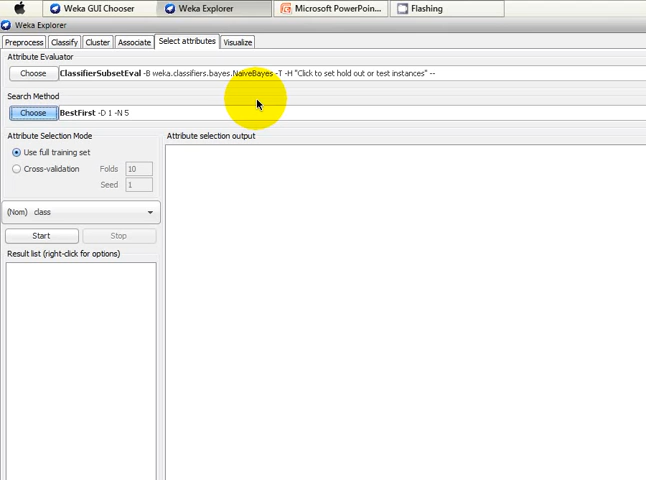 Weka GUI Chooser Weka Explorer Microsoft PowerPoin... Flashing
Weka Explorer
Preprocess Classify Cluster Associate Select attributes Visualize
Attribute Evaluator
Choose ClassifierSubsetEval -B weka.classifiers.bayes.NaiveBayes -T -H "Click to set hold out or test instances" --
Search Method
Choose BestFirst -D 1 -N 5
Attribute Selection Mode Attribute selection output
Use full training set
Cross-validation Folds 10
Seed 1
(Nom) class
Start Stop
Result list (right-click for options)